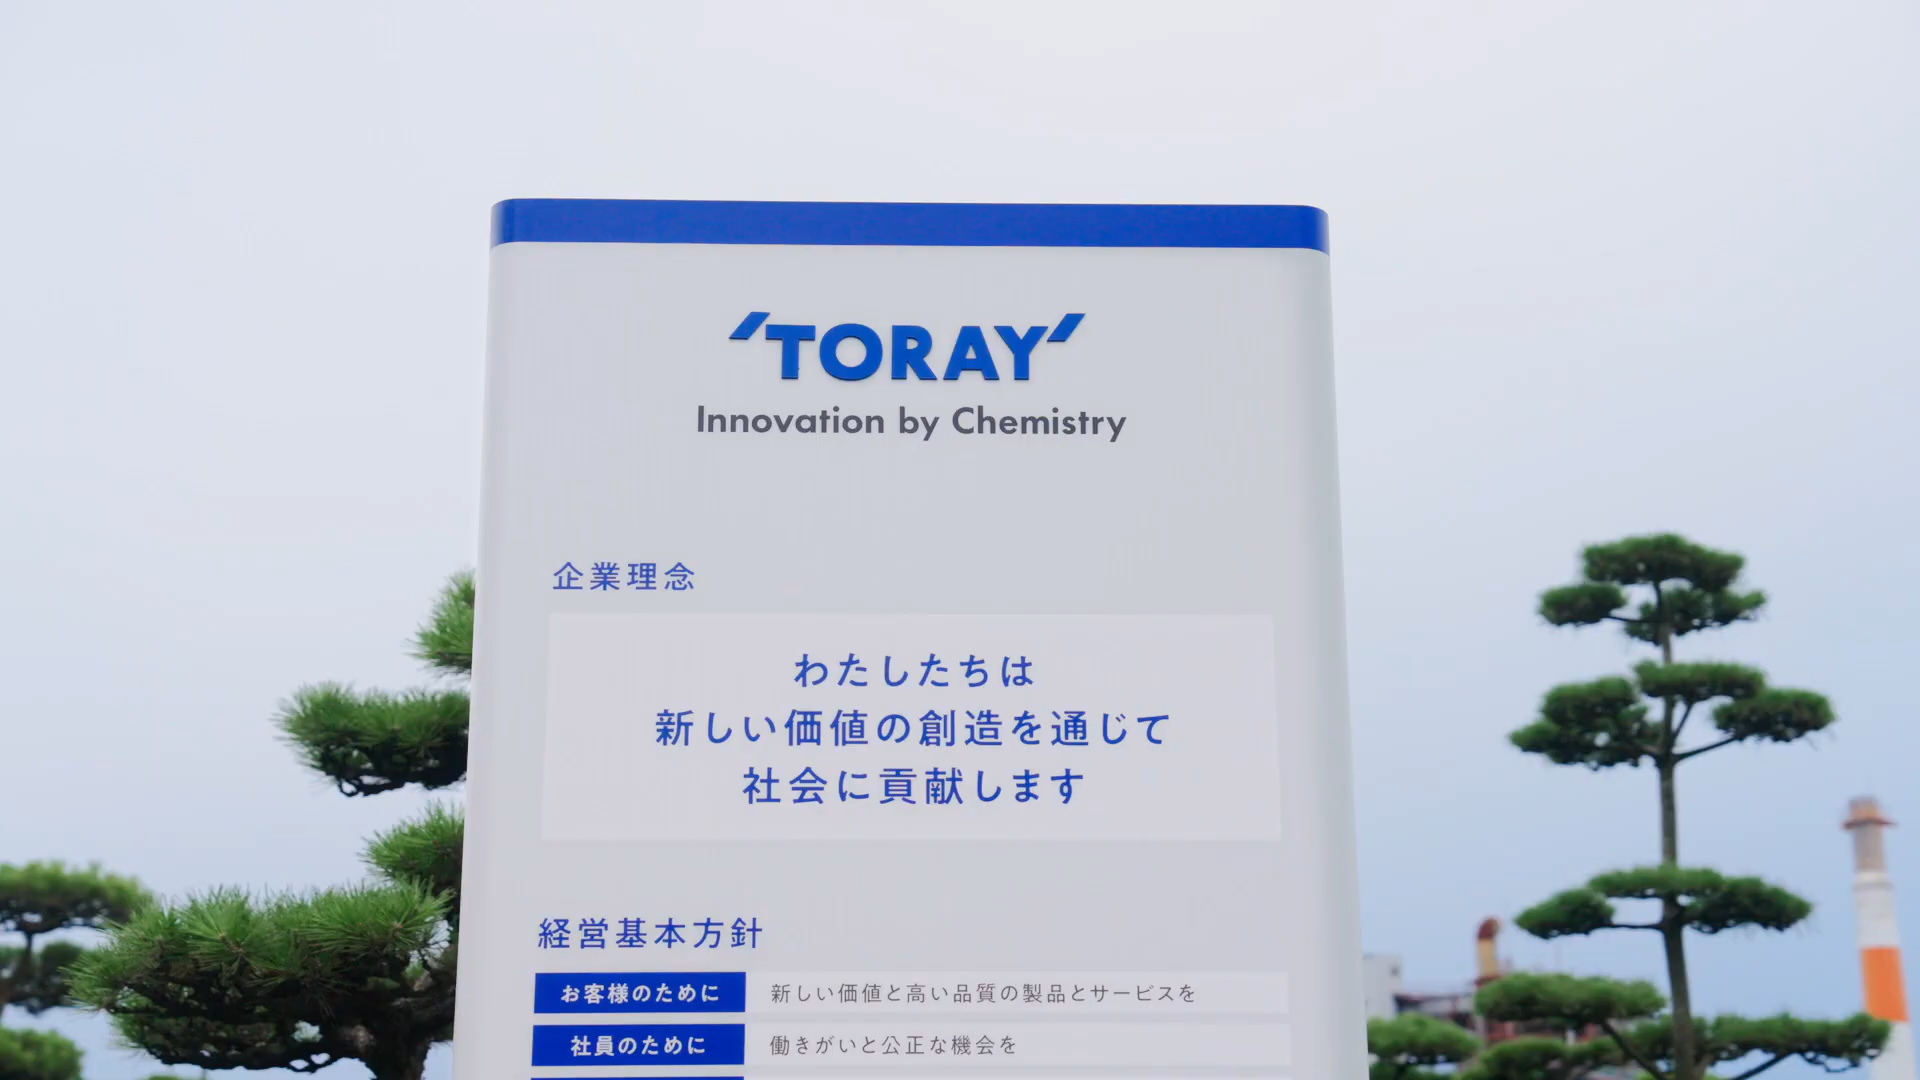 TORAY
Innovation by Chemistry
企業理念
わたしたちは
新しい価値の創造を通じて
社会に貢献します
経営基本方針
お客様のために 新しい価値と高い品質の製品とサービスを
社員のために 働きがいと公正な機会を